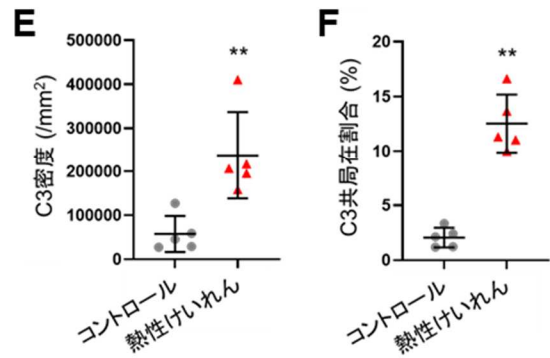 E
C3密度 (/mm²)
500000
400000
300000
200000
100000
0
**
コントロール
熱性けいれん
F
C3共局在割合 (%)
20
15
10
5
0
**
コントロール
熱性けいれん